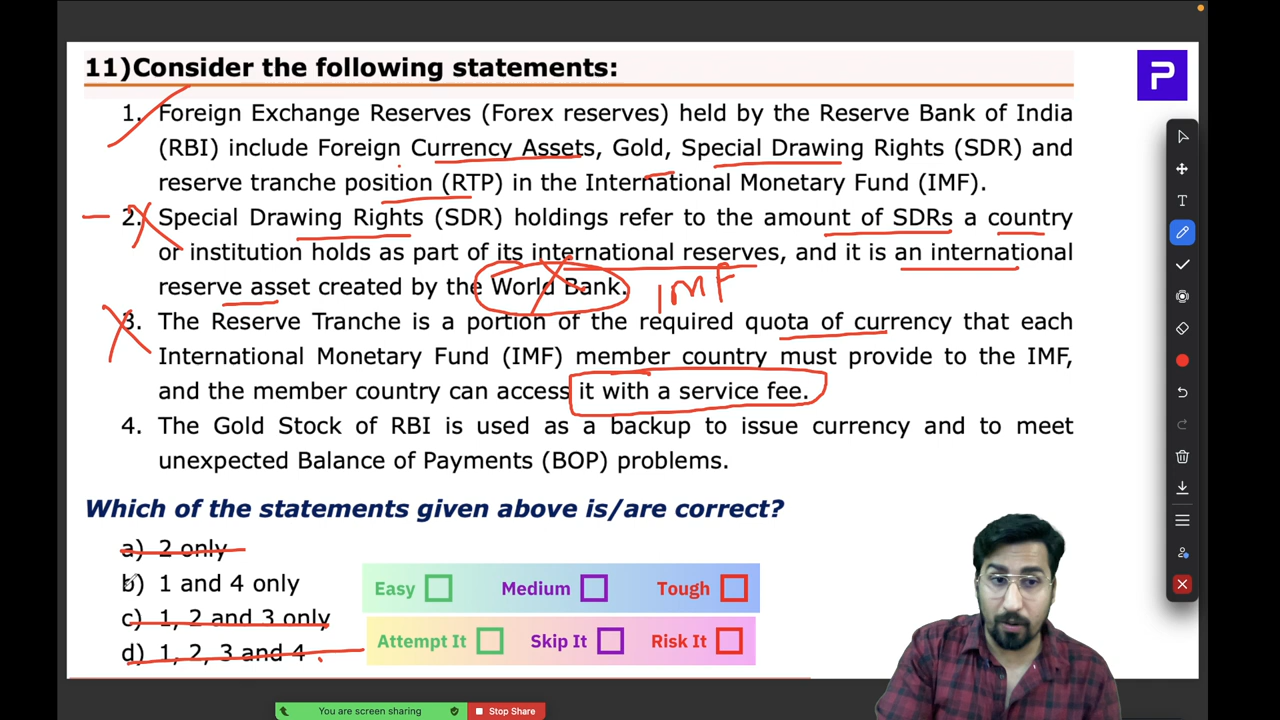 11)Consider the following statements:
1. Foreign Exchange Reserves (Forex reserves) held by the Reserve Bank of India
(RBI) include Foreign Currency Assets, Gold, Special Drawing Rights (SDR) and
reserve tranche position (RTP) in the International Monetary Fund (IMF).
2. Special Drawing Rights (SDR) holdings refer to the amount of SDRs a country
or institution holds as part of its international reserves, and it is an international
reserve asset created by the World Bank. IMF
3. The Reserve Tranche is a portion of the required quota of currency that each
International Monetary Fund (IMF) member country must provide to the IMF,
and the member country can access it with a service fee.
4. The Gold Stock of RBI is used as a backup to issue currency and to meet
unexpected Balance of Payments (BOP) problems.
Which of the statements given above is/are correct?
a) 2 only
b) 1 and 4 only
c) 1, 2 and 3 only
d) 1, 2, 3 and 4
Easy Medium Tough
Attempt It Skip It Risk It
You are screen sharing Stop Share
P
T